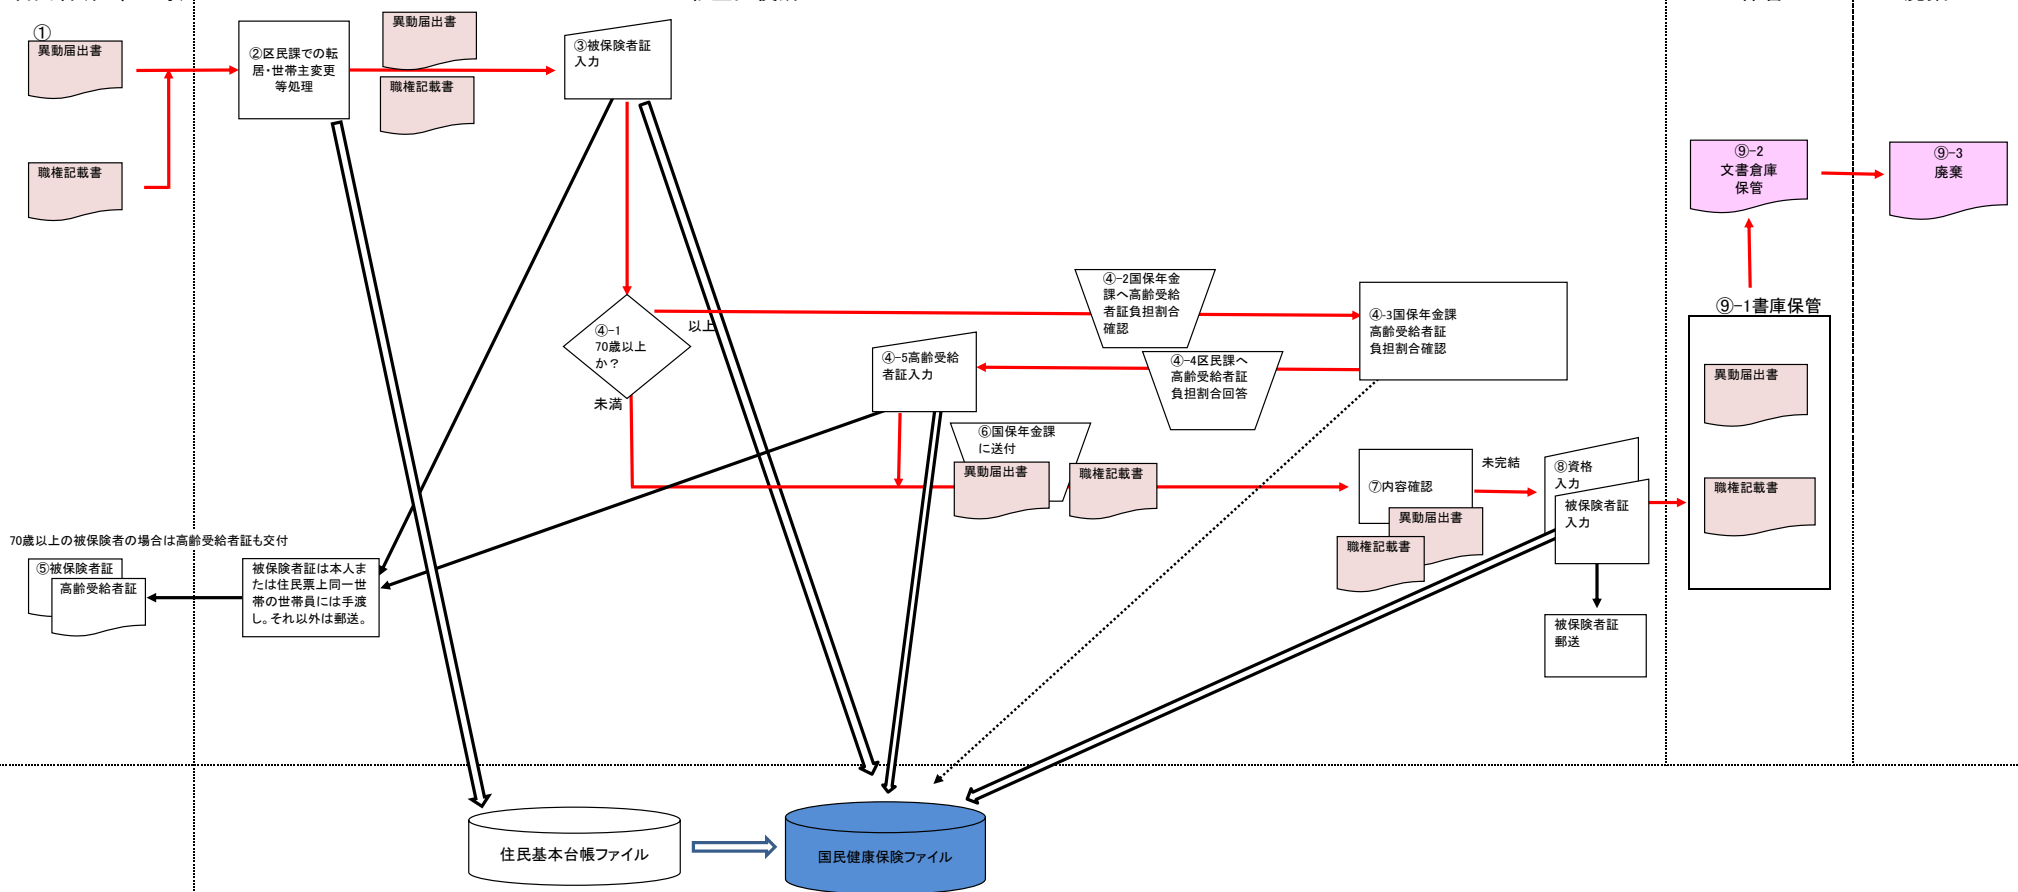 ①
異動届出書
職権記載書
②区民課での転
居・世帯主変更
等処理
異動届出書
職権記載書
③被保険者証
入力
④-1
70歳以上
か？
以上
未満
④-2国保年金
課へ高齢受給
者証負担割合
確認
④-3国保年金課
高齢受給者証
負担割合確認
④-4区民課へ
高齢受給者証
負担割合回答
④-5高齢受給
者証入力
70歳以上の被保険者の場合は高齢受給者証も交付
⑤被保険者証
高齢受給者証
被保険者証は本人ま
たは住民票上同一世
帯の世帯員には手渡
し。それ以外は郵送。
⑥国保年金課
に送付
異動届出書
職権記載書
⑦内容確認
異動届出書
職権記載書
未完結
⑧資格
入力
被保険者証
入力
被保険者証
郵送
⑨-1書庫保管
異動届出書
職権記載書
⑨-2
文書倉庫
保管
⑨-3
廃棄
住民基本台帳ファイル
国民健康保険ファイル